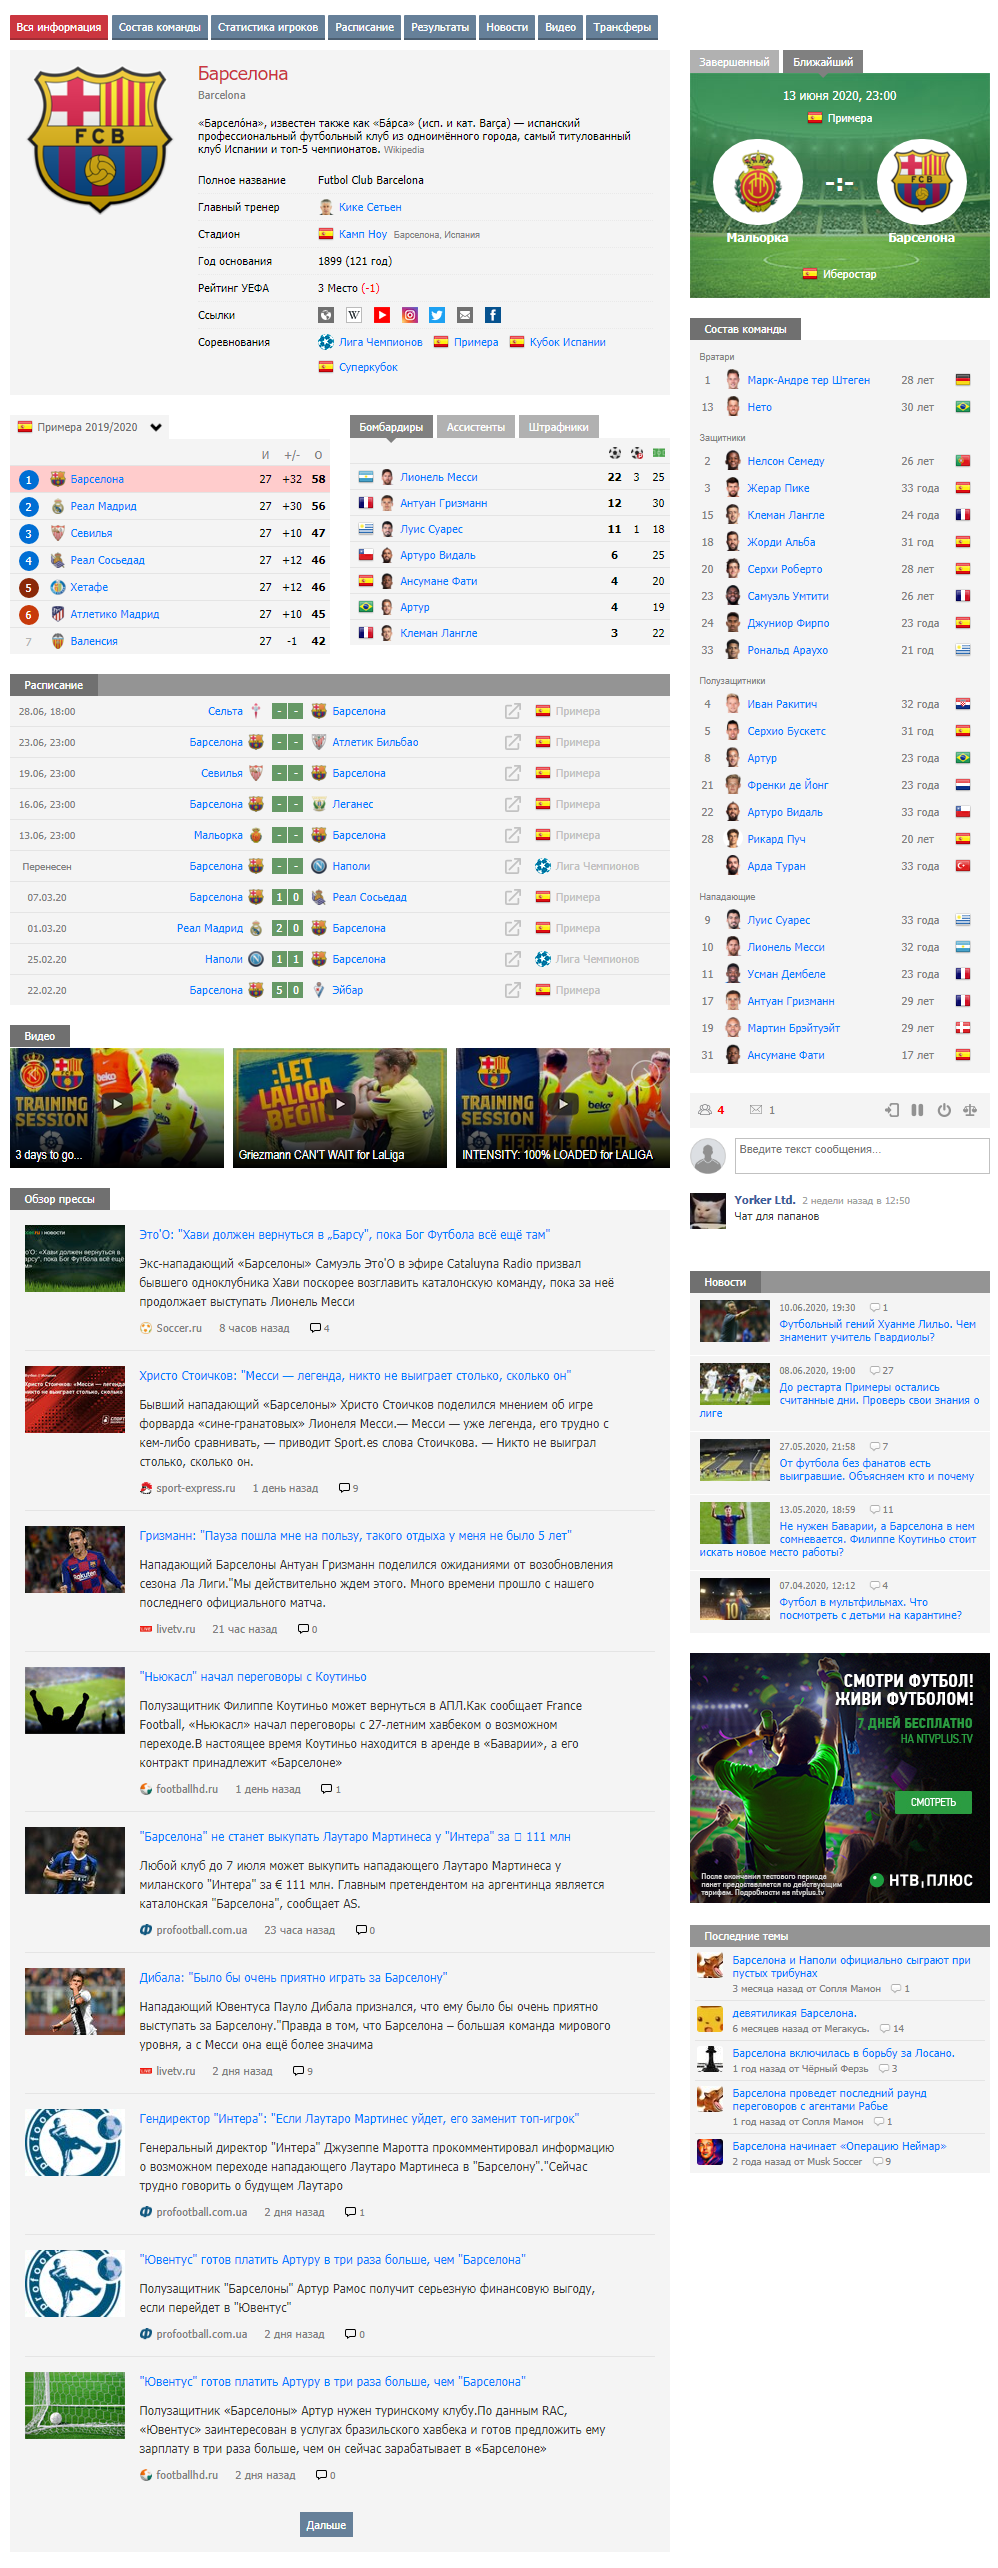 Вся информация
Состав команды
Статистика игроков
Расписание
Результаты
Новости
Видео
Трансферы
FCB
Барселона
Barcelona
«Барсело́на», известен также как «Ба́рса» (исп. и кат. Barça) — испанский
профессиональный футбольный клуб из одноимённого города, самый титулованный
клуб Испании и топ-5 чемпионатов. Wikipedia
Полное название Futbol Club Barcelona
Главный тренер Кике Сетьен
Стадион Камп Ноу Барселона, Испания
Год основания 1899 (121 год)
Рейтинг УЕФА 3 Место (-1)
Ссылки W
Соревнования Лига Чемпионов Примера Кубок Испании
Суперкубок
Примера 2019/2020
И +/- О
1 Барселона 27 +32 58
2 Реал Мадрид 27 +30 56
3 Севилья 27 +10 47
4 Реал Сосьедад 27 +12 46
5 Хетафе 27 +12 46
6 Атлетико Мадрид 27 +10 45
7 Валенсия 27 -1 42
Бомбардиры Ассистенты Штрафники
Лионель Месси 22 3 25
Антуан Гризманн 12 30
Луис Суарес 11 1 18
Артуро Видаль 6 25
Ансумане Фати 4 20
Артур 4 19
Клеман Лангле 3 22
Расписание
28.06, 18:00 Сельта - - Барселона Примера
23.06, 23:00 Барселона - - Атлетик Бильбао Примера
19.06, 23:00 Севилья - - Барселона Примера
16.06, 23:00 Барселона - - Леганес Примера
13.06, 23:00 Мальорка - - Барселона Примера
Перенесен Барселона - - Наполи Лига Чемпионов
07.03.20 Барселона 1 0 Реал Сосьедад Примера
01.03.20 Реал Мадрид 2 0 Барселона Примера
25.02.20 Наполи 1 1 Барселона Лига Чемпионов
22.02.20 Барселона 5 0 Эйбар Примера
Видео
TRAINING
SESSION
beko
3 days to go...
¡LET
LALIGA
BEGIN
Griezmann CAN'T WAIT for LaLiga
TRAINING
SESSION
beko
HERE WE COME!
INTENSITY: 100% LOADED for LALIGA
Обзор прессы
Это'О: "Хави должен вернуться в „Барсу", пока Бог Футбола всё ещё там"
Экс-нападающий «Барселоны» Самуэль Это'О в эфире Cataluyna Radio призвал
бывшего одноклубника Хави поскорее возглавить каталонскую команду, пока за неё
продолжает выступать Лионель Месси
Soccer.ru 8 часов назад 4
Христо Стоичков: "Месси — легенда, никто не выиграет столько, сколько он"
Бывший нападающий «Барселоны» Христо Стоичков поделился мнением об игре
форварда «сине-гранатовых» Лионеля Месси.— Месси — уже легенда, его трудно с
кем-либо сравнивать, — приводит Sport.es слова Стоичкова. — Никто не выиграл
столько, сколько он.
sport-express.ru 1 день назад 9
Гризманн: "Пауза пошла мне на пользу, такого отдыха у меня не было 5 лет"
Нападающий Барселоны Антуан Гризманн поделился ожиданиями от возобновления
сезона Ла Лиги."Мы действительно ждем этого. Много времени прошло с нашего
последнего официального матча.
livetv.ru 21 час назад 0
"Ньюкасл" начал переговоры с Коутиньо
Полузащитник Филиппе Коутиньо может вернуться в АПЛ.Как сообщает France
Football, «Ньюкасл» начал переговоры с 27-летним хавбеком о возможном
переходе.В настоящее время Коутиньо находится в аренде в «Баварии», а его
контракт принадлежит «Барселоне»
footballhd.ru 1 день назад 1
"Барселона" не станет выкупать Лаутаро Мартинеса у "Интера" за 111 млн
Любой клуб до 7 июля может выкупить нападающего Лаутаро Мартинеса у
миланского "Интера" за € 111 млн. Главным претендентом на аргентинца является
каталонская "Барселона", сообщает AS.
profootball.com.ua 23 часа назад 0
Дибала: "Было бы очень приятно играть за Барселону"
Нападающий Ювентуса Пауло Дибала признался, что ему было бы очень приятно
выступать за Барселону."Правда в том, что Барселона – большая команда мирового
уровня, а с Месси она ещё более значима
livetv.ru 2 дня назад 9
Гендиректор "Интера": "Если Лаутаро Мартинес уйдет, его заменит топ-игрок"
Генеральный директор "Интера" Джузеппе Маротта прокомментировал информацию
о возможном переходе нападающего Лаутаро Мартинеса в "Барселону"."Сейчас
трудно говорить о будущем Лаутаро
profootball.com.ua 2 дня назад 1
"Ювентус" готов платить Артуру в три раза больше, чем "Барселона"
Полузащитник "Барселоны" Артур Рамос получит серьезную финансовую выгоду,
если перейдет в "Ювентус"
profootball.com.ua 2 дня назад 0
"Ювентус" готов платить Артуру в три раза больше, чем "Барселона"
Полузащитник «Барселоны» Артур нужен туринскому клубу.По данным RAC,
«Ювентус» заинтересован в услугах бразильского хавбека и готов предложить ему
зарплату в три раза больше, чем он сейчас зарабатывает в «Барселоне»
footballhd.ru 2 дня назад 0
Дальше
Завершенный Ближайший
13 июня 2020, 23:00
Примера
-:-
Мальорка Барселона
Иберостар
Состав команды
Вратари
1 Марк-Андре тер Штеген 28 лет
13 Нето 30 лет
Защитники
2 Нелсон Семеду 26 лет
3 Жерар Пике 33 года
15 Клеман Лангле 24 года
18 Жорди Альба 31 год
20 Серхи Роберто 28 лет
23 Самуэль Умтити 26 лет
24 Джуниор Фирпо 23 года
33 Рональд Араухо 21 год
Полузащитники
4 Иван Ракитич 32 года
5 Серхио Бускетс 31 год
8 Артур 23 года
21 Френки де Йонг 23 года
22 Артуро Видаль 33 года
28 Рикард Пуч 20 лет
Арда Туран 33 года
Нападающие
9 Луис Суарес 33 года
10 Лионель Месси 32 года
11 Усман Дембеле 23 года
17 Антуан Гризманн 29 лет
19 Мартин Брэйтуэйт 29 лет
31 Ансумане Фати 17 лет
4 1
Введите текст сообщения...
Yorker Ltd. 2 недели назад в 12:50
Чат для папанов
Новости
10.06.2020, 19:30 1
Футбольный гений Хуанме Лильо. Чем
знаменит учитель Гвардиолы?
08.06.2020, 19:00 27
До рестарта Примеры остались
считанные дни. Проверь свои знания о
лиге
27.05.2020, 21:58 7
От футбола без фанатов есть
выигравшие. Объясняем кто и почему
13.05.2020, 18:59 11
Не нужен Баварии, а Барселона в нем
сомневается. Филиппе Коутиньо стоит
искать новое место работы?
07.04.2020, 12:12 4
Футбол в мультфильмах. Что
посмотреть с детьми на карантине?
СМОТРИ ФУТБОЛ!
ЖИВИ ФУТБОЛОМ!
7 ДНЕЙ БЕСПЛАТНО
НА NTVPLUS.TV
СМОТРЕТЬ
После окончания тестового периода
пакет предоставляется по действующим
тарифам. Подробности на ntvplus.tv
НТВ ПЛЮС
Последние темы
Барселона и Наполи официально сыграют при
пустых трибунах
3 месяца назад от Сопля Мамон 1
девятиликая Барселона.
6 месяцев назад от Мегакусь. 14
Барселона включилась в борьбу за Лосано.
1 год назад от Чёрный Ферзь 3
Барселона проведет последний раунд
переговоров с агентами Рабье
1 год назад от Сопля Мамон 1
Барселона начинает «Операцию Неймар»
2 года назад от Musk Soccer 9